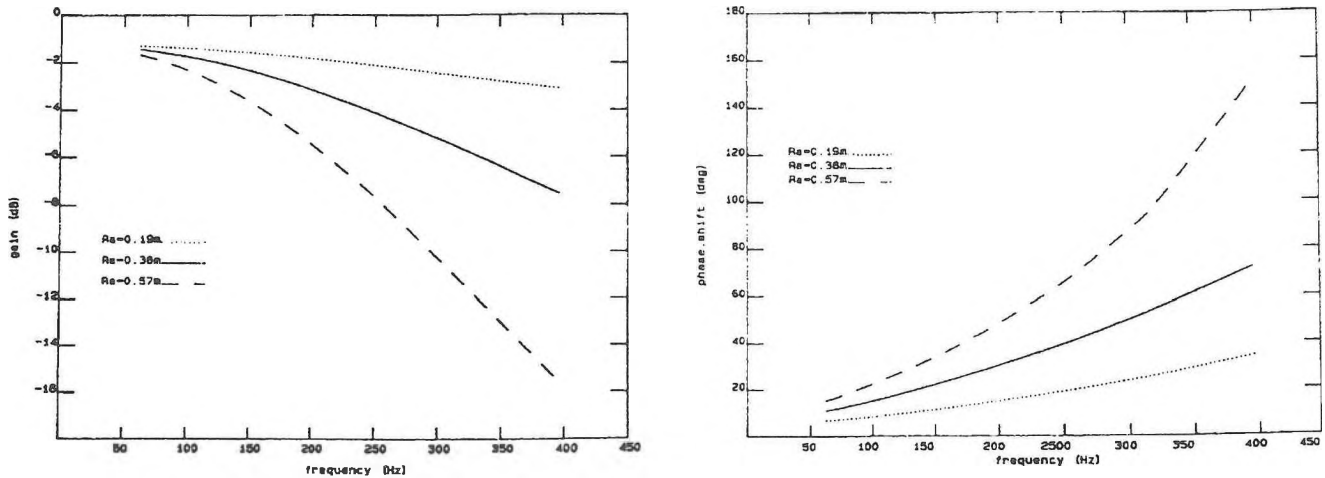 0
-2
-4
-6
-8
-10
-12
-14
-16
gain (dB)
Ra=0.19m
Ra=0.38m
Ra=0.57m
50 100 150 200 250 300 350 400 450
frequency (Hz)
180
160
140
120
100
80
60
40
20
phase.shift (deg)
Ra=0.19m
Ra=0.38m
Ra=0.57m
50 100 150 200 2500 300 350 400 450
frequency (Hz)